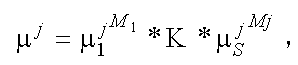 μ^j = μ_1^{j^{M_1}} * K * μ_S^{j^{Mj}} ,